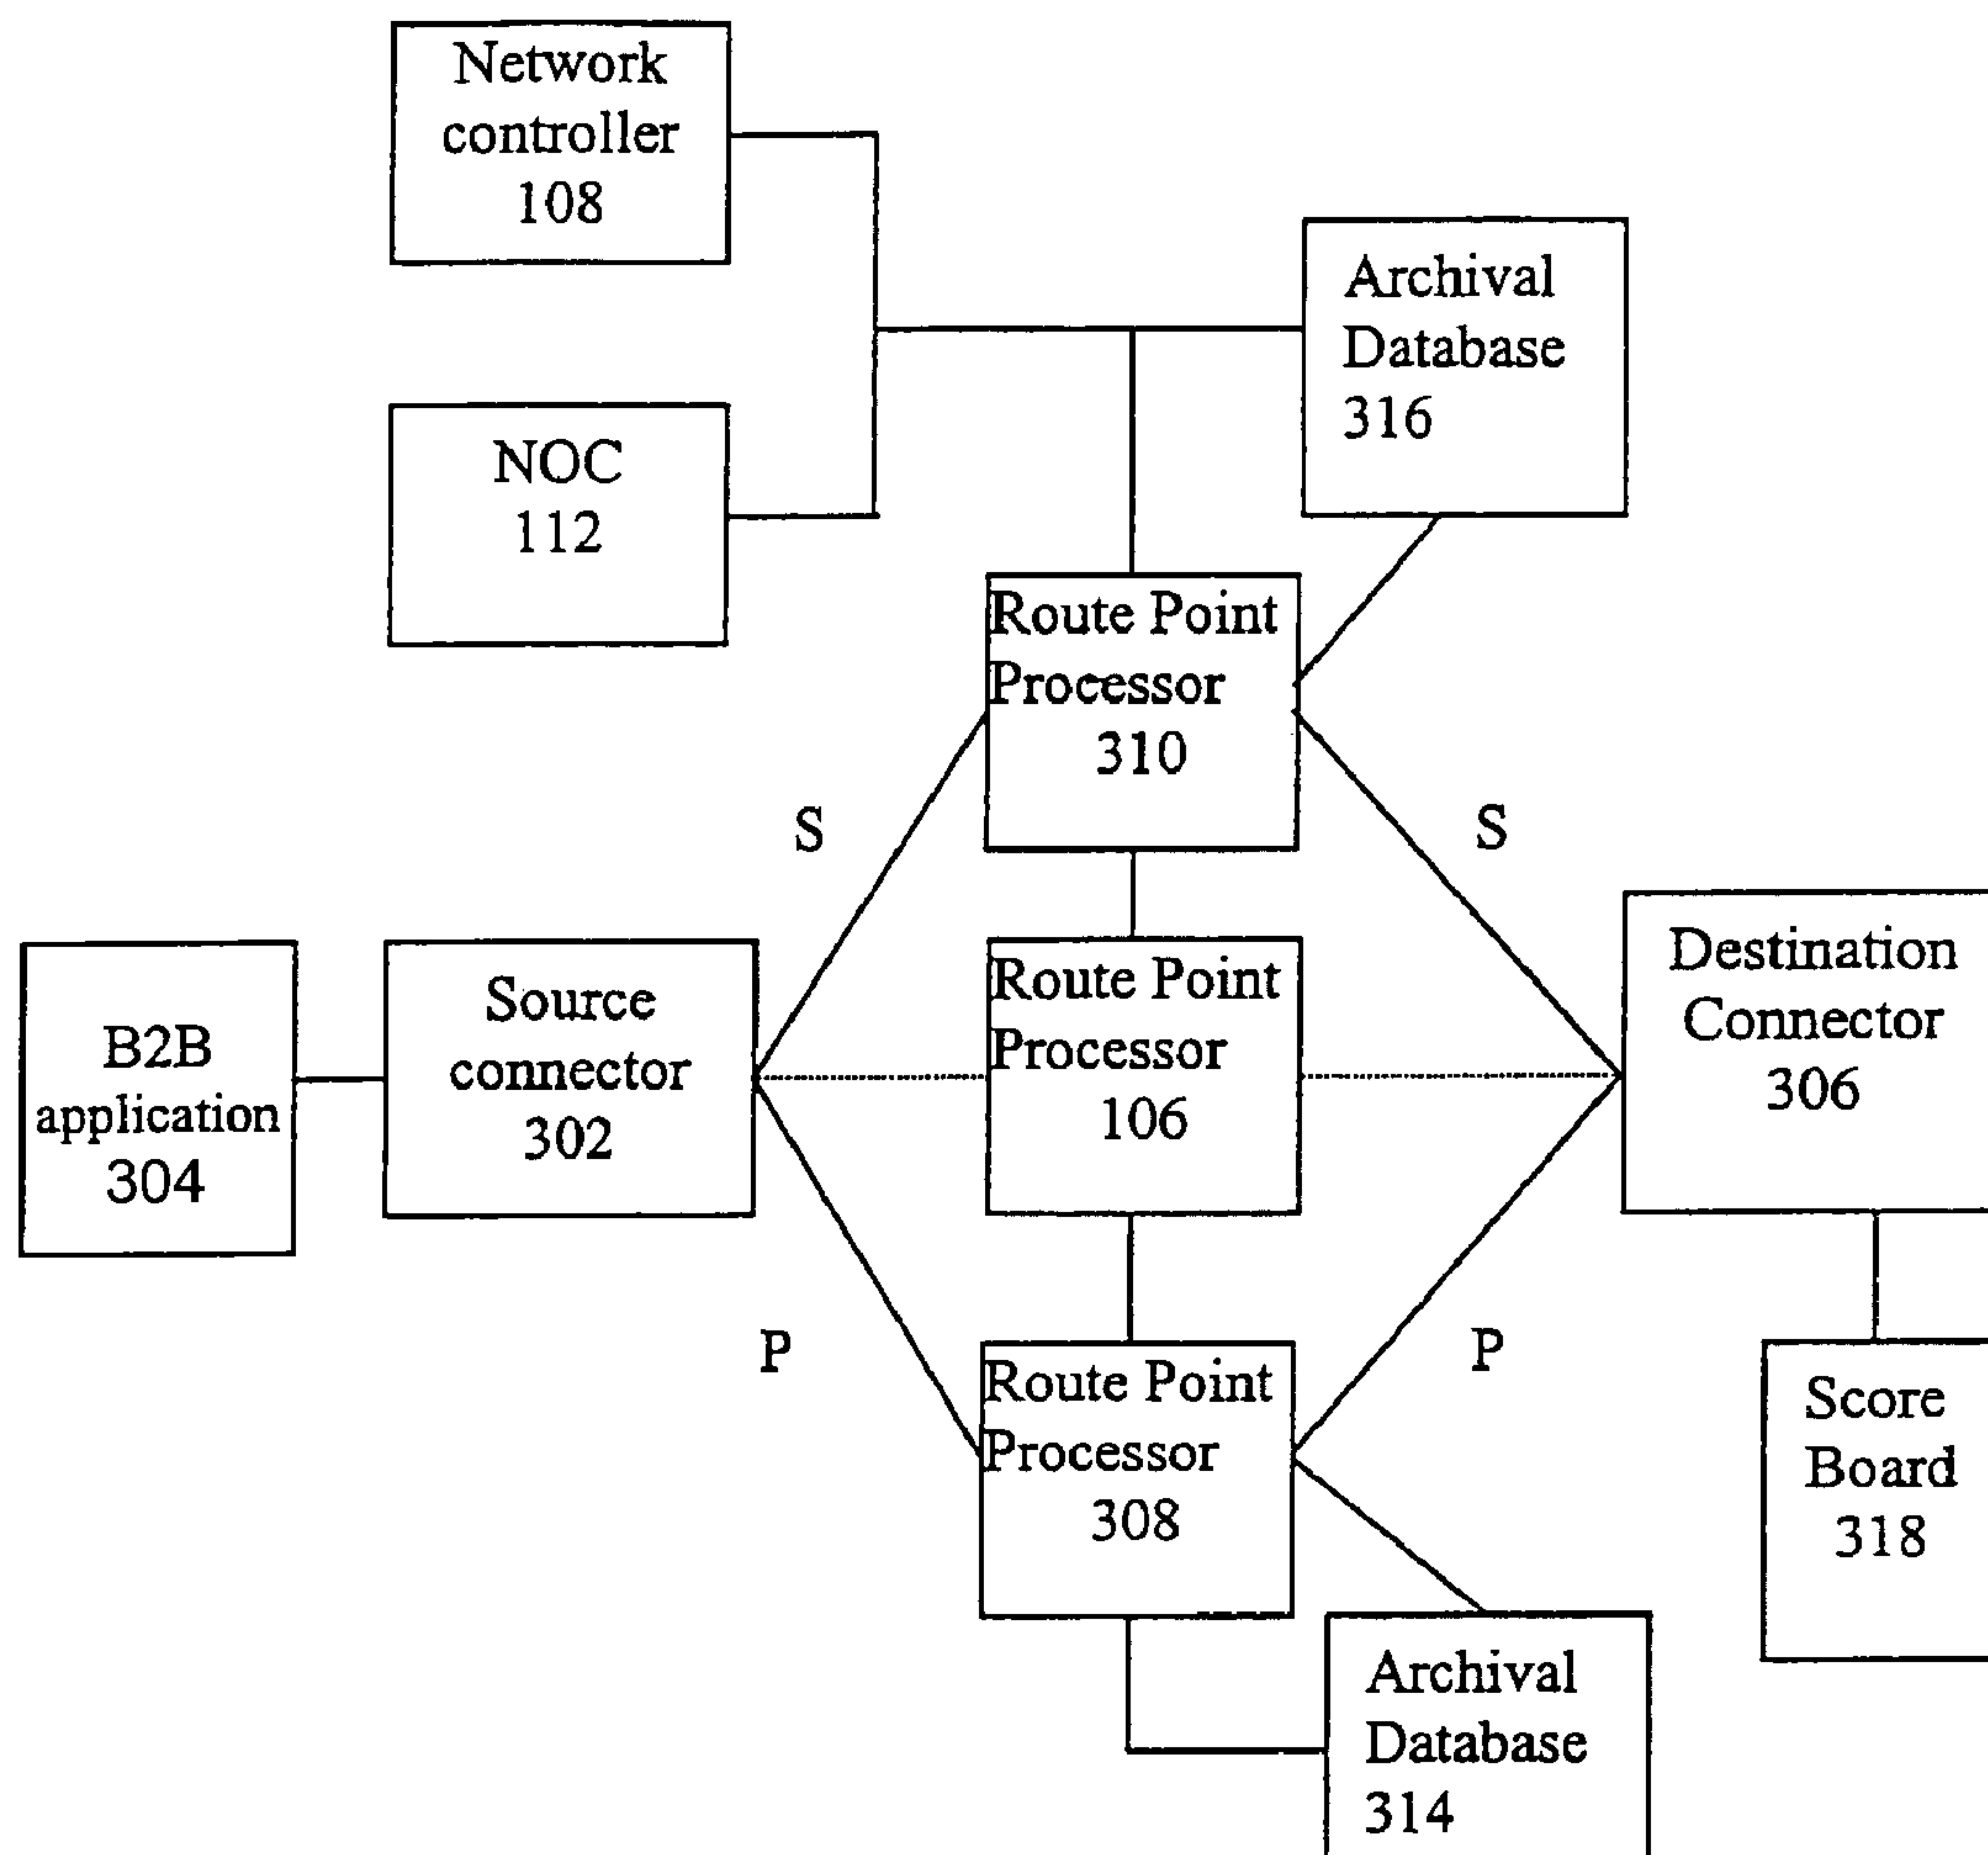 Network
controller
108
Archival
Database
316
NOC
112
Route Point
Processor
310
S
S
B2B
application
304
Source
connector
302
Route Point
Processor
106
Destination
Connector
306
P
P
Route Point
Processor
308
Score
Board
318
Archival
Database
314